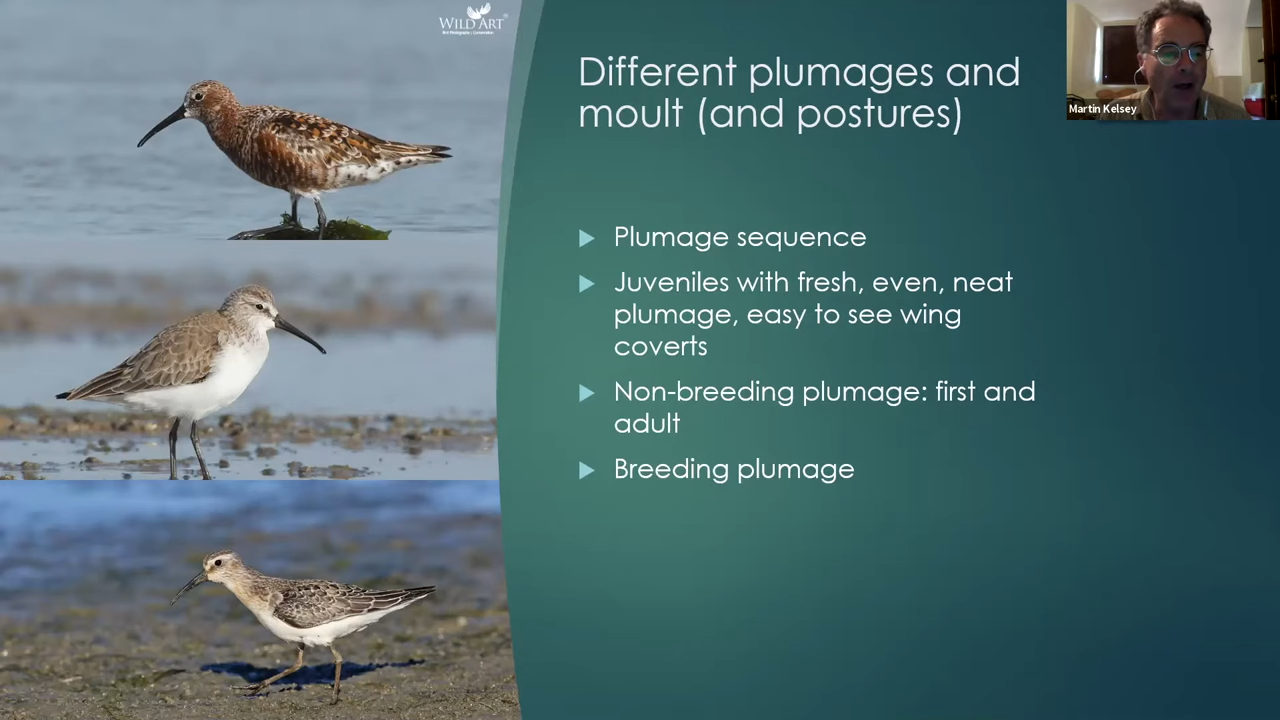 WILD ART
Different plumages and
moult (and postures)
Martin Kelsey
Plumage sequence
Juveniles with fresh, even, neat
plumage, easy to see wing
coverts
Non-breeding plumage: first and
adult
Breeding plumage